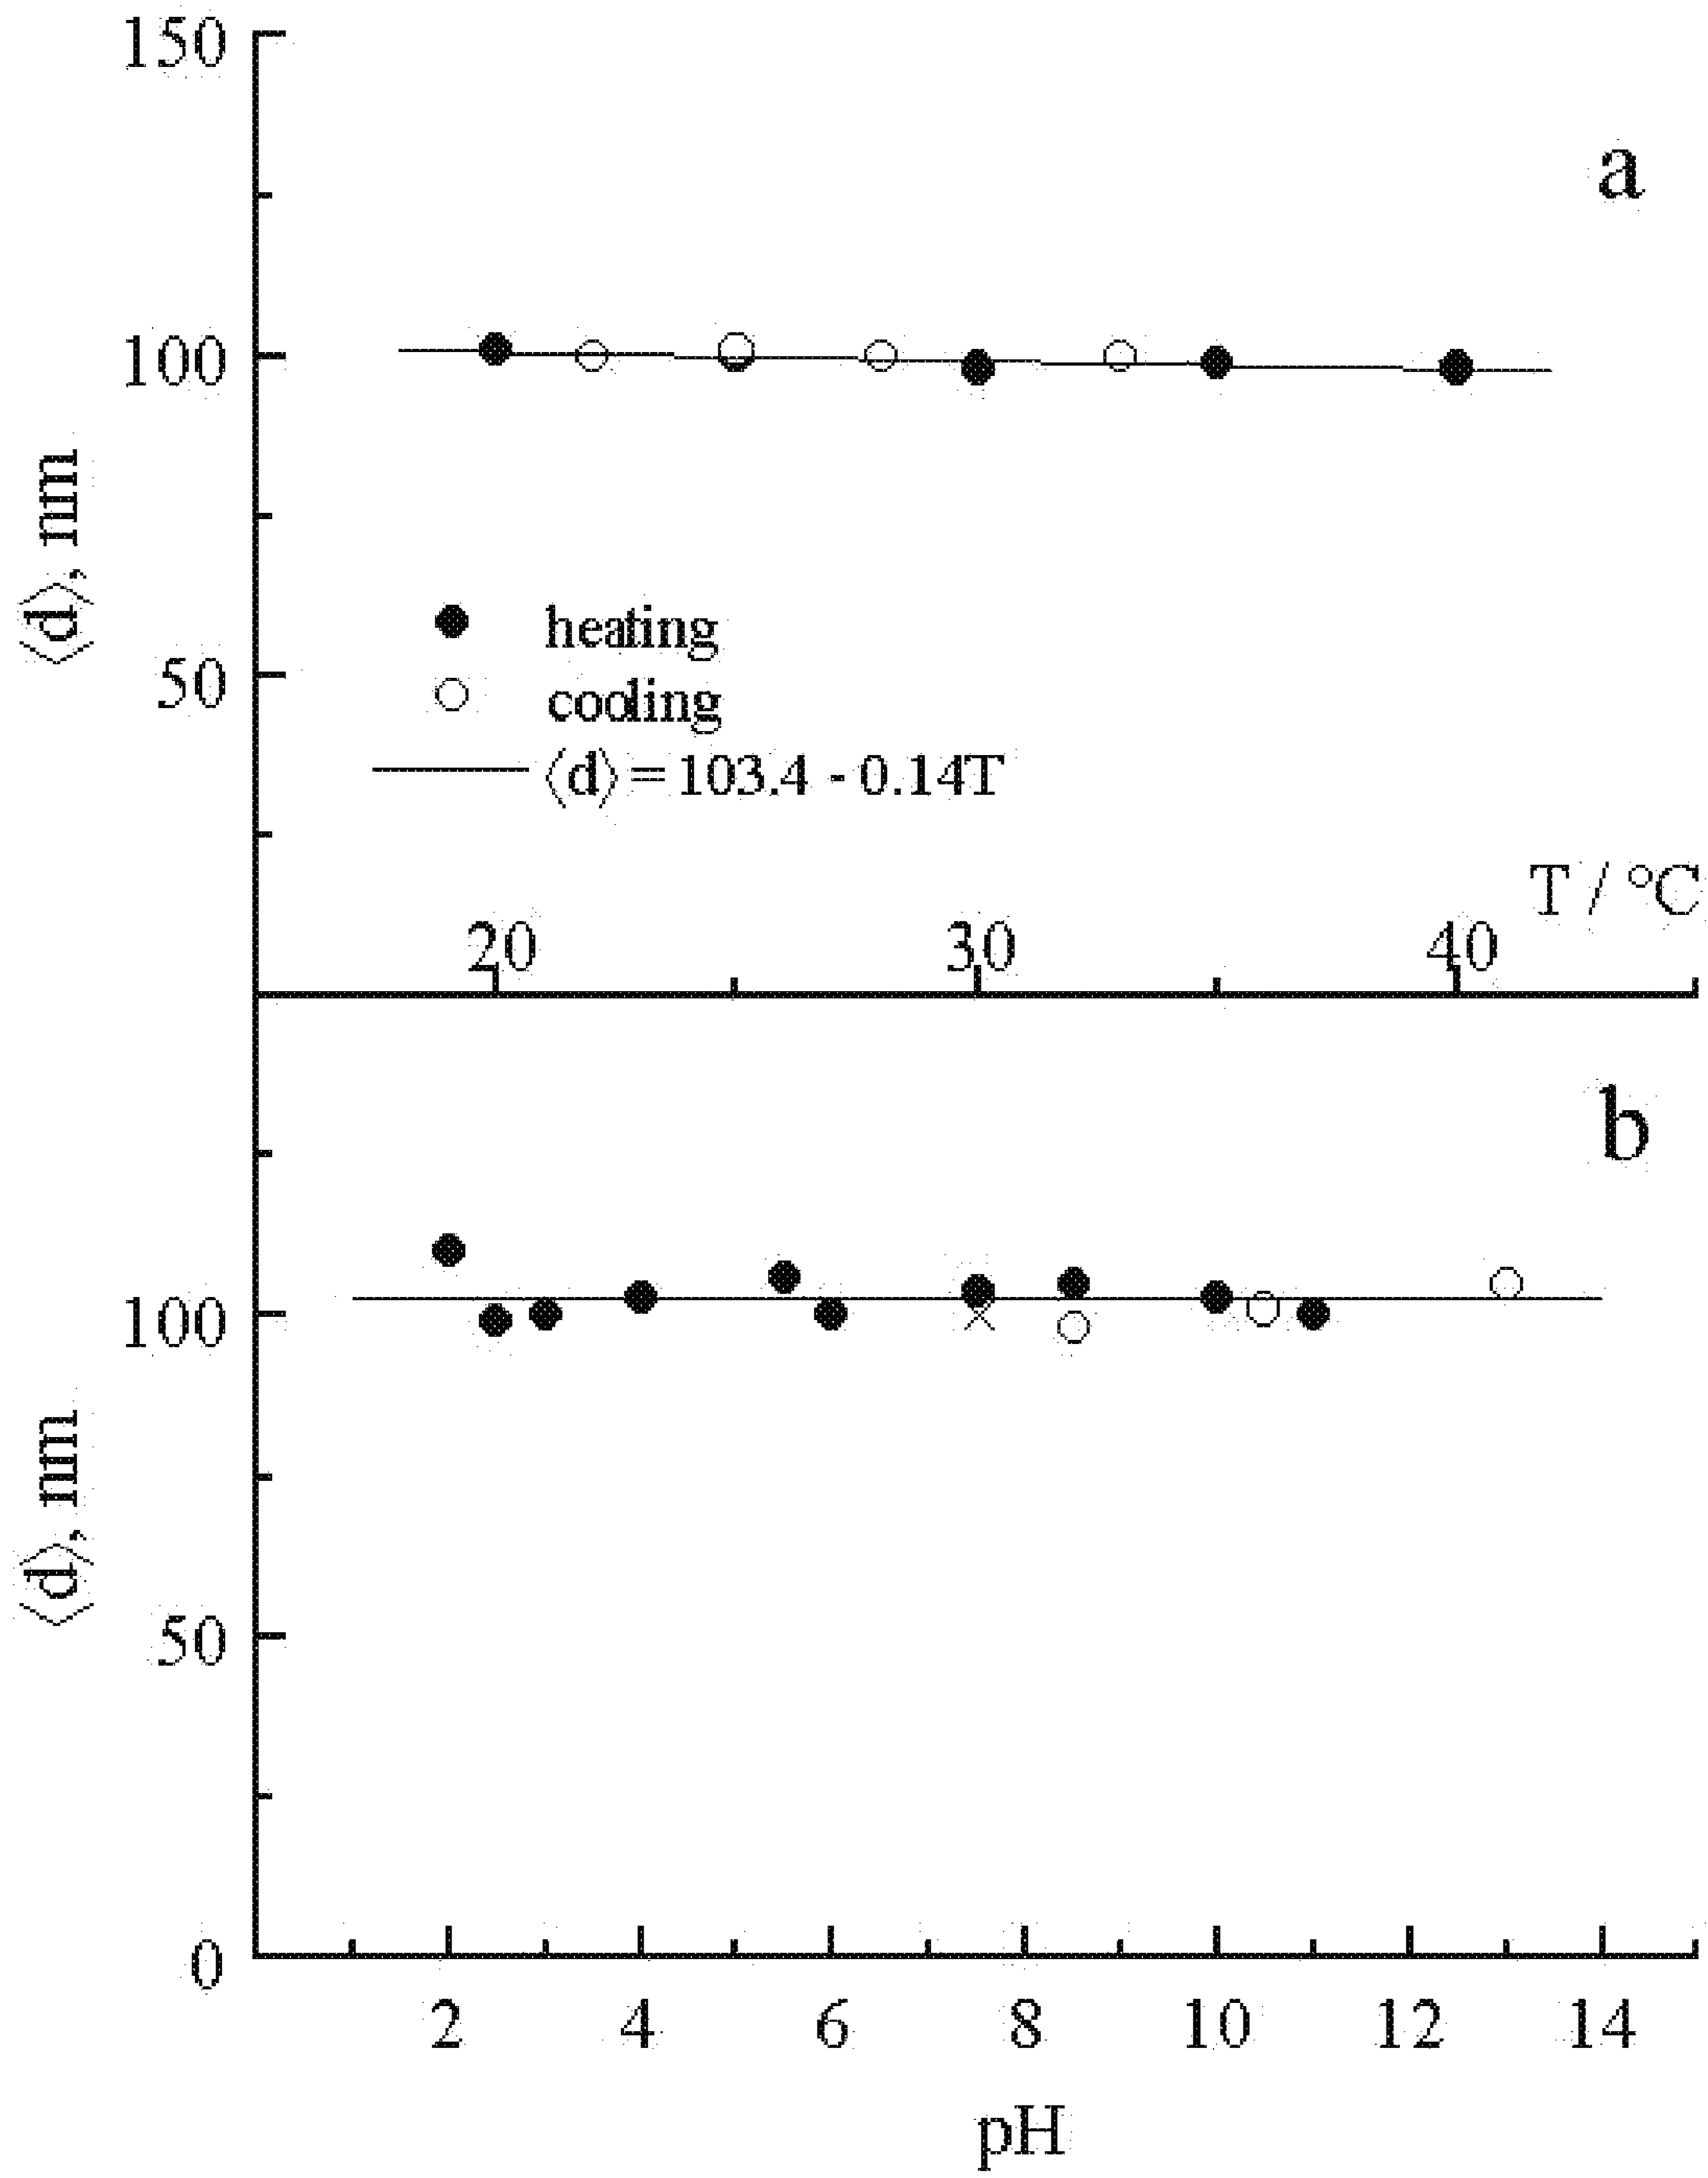 150
a
100
⟨d⟩, nm
heating
50
cooling
⟨d⟩ = 103.4 - 0.14T
T / °C
20 30 40
b
100
⟨d⟩, nm
50
0
2 4 6 8 10 12 14
pH